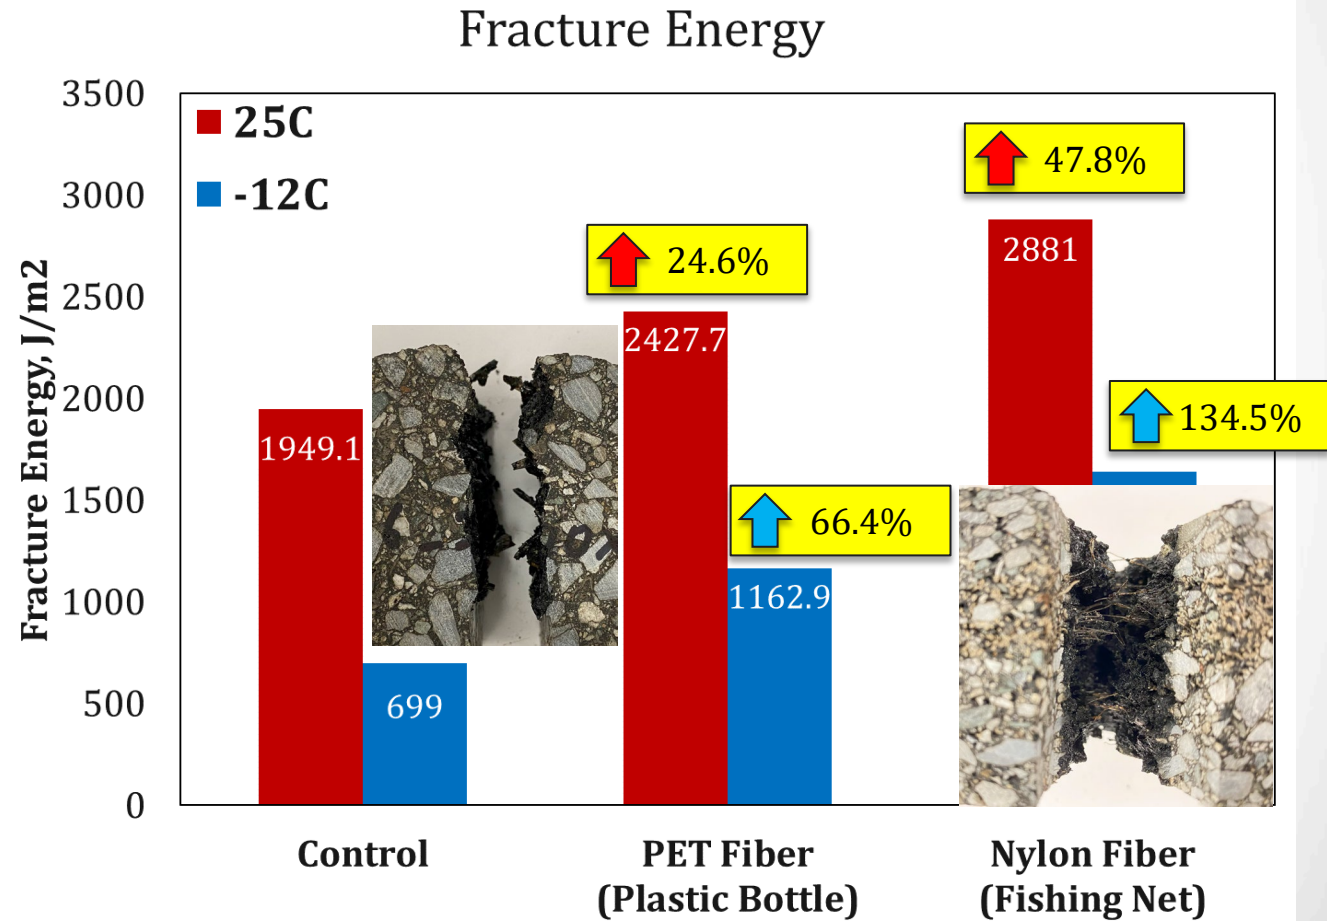 Fracture Energy
3500
3000
2500
2000
1500
1000
500
0
Fracture Energy, J/m2
25C
-12C
1949.1
699
24.6%
2427.7
66.4%
1162.9
47.8%
2881
134.5%
Control
PET Fiber
(Plastic Bottle)
Nylon Fiber
(Fishing Net)